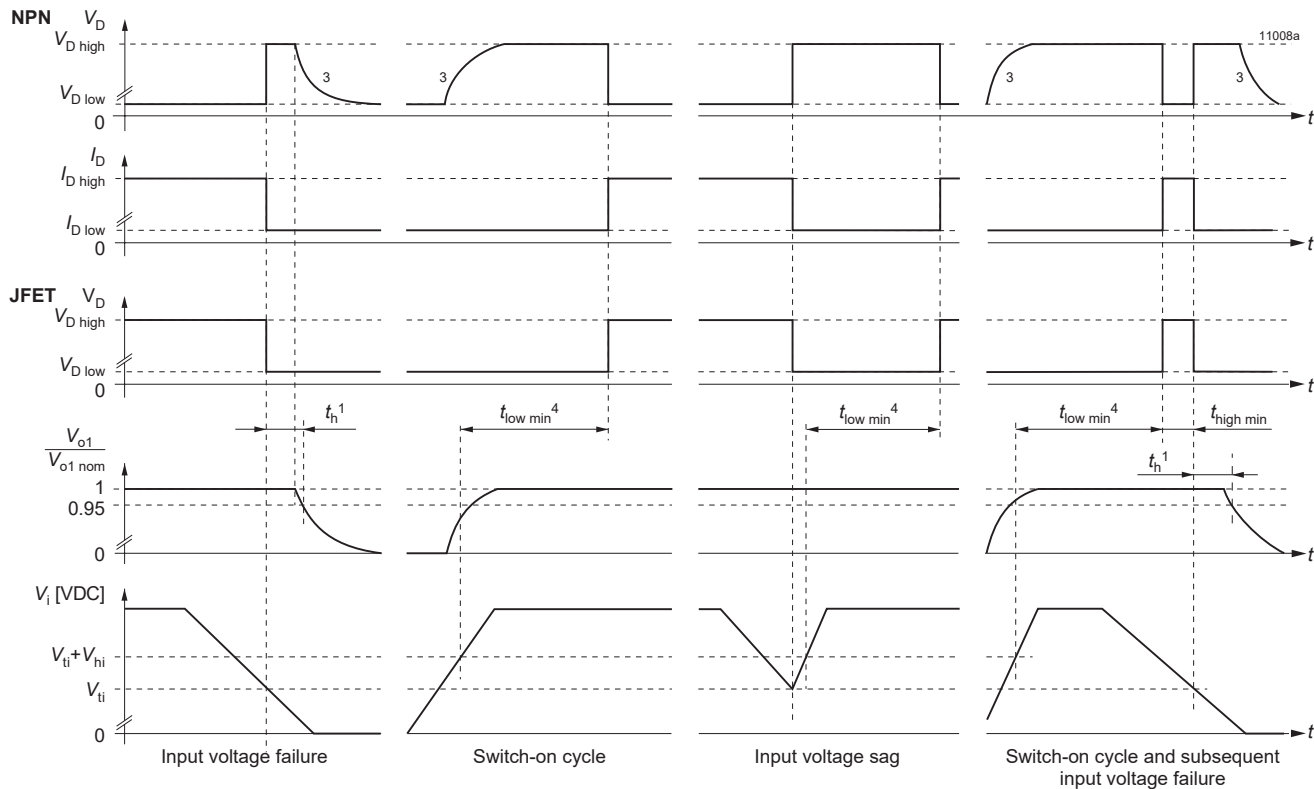 NPN
V_D
V_D high
V_D low
0
3
3
3
3
11008a
t
I_D
I_D high
I_D low
0
t
JFET
V_D
V_D high
V_D low
0
t
t_h^1
t_low min^4
t_low min^4
t_low min^4
t_high min
t_h^1
V_o1
V_o1 nom
1
0.95
0
t
V_i [VDC]
V_ti+V_hi
V_ti
0
t
Input voltage failure
Switch-on cycle
Input voltage sag
Switch-on cycle and subsequent
input voltage failure